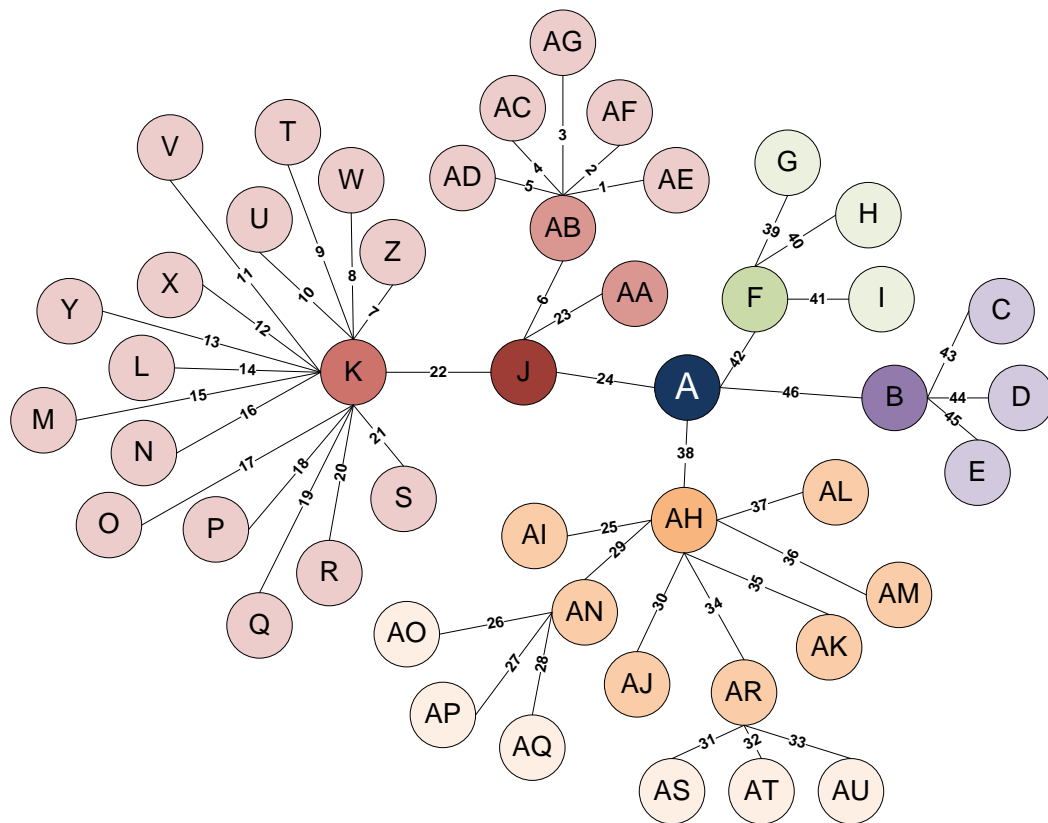 AG
AC
AF
3
V
T
4
2
AD
5
1
AE
W
G
U
AB
H
39
40
9
Z
11
8
X
10
6
AA
F
41
I
C
Y
12
7
23
13
42
43
L
14
K
22
J
24
A
46
B
44
D
M
15
16
45
N
21
38
E
17
18
20
19
O
P
S
AI
25
AH
37
AL
29
36
R
35
30
34
AN
AM
Q
AO
26
27
28
AK
AJ
AR
AP
AQ
31
32
33
AS
AT
AU